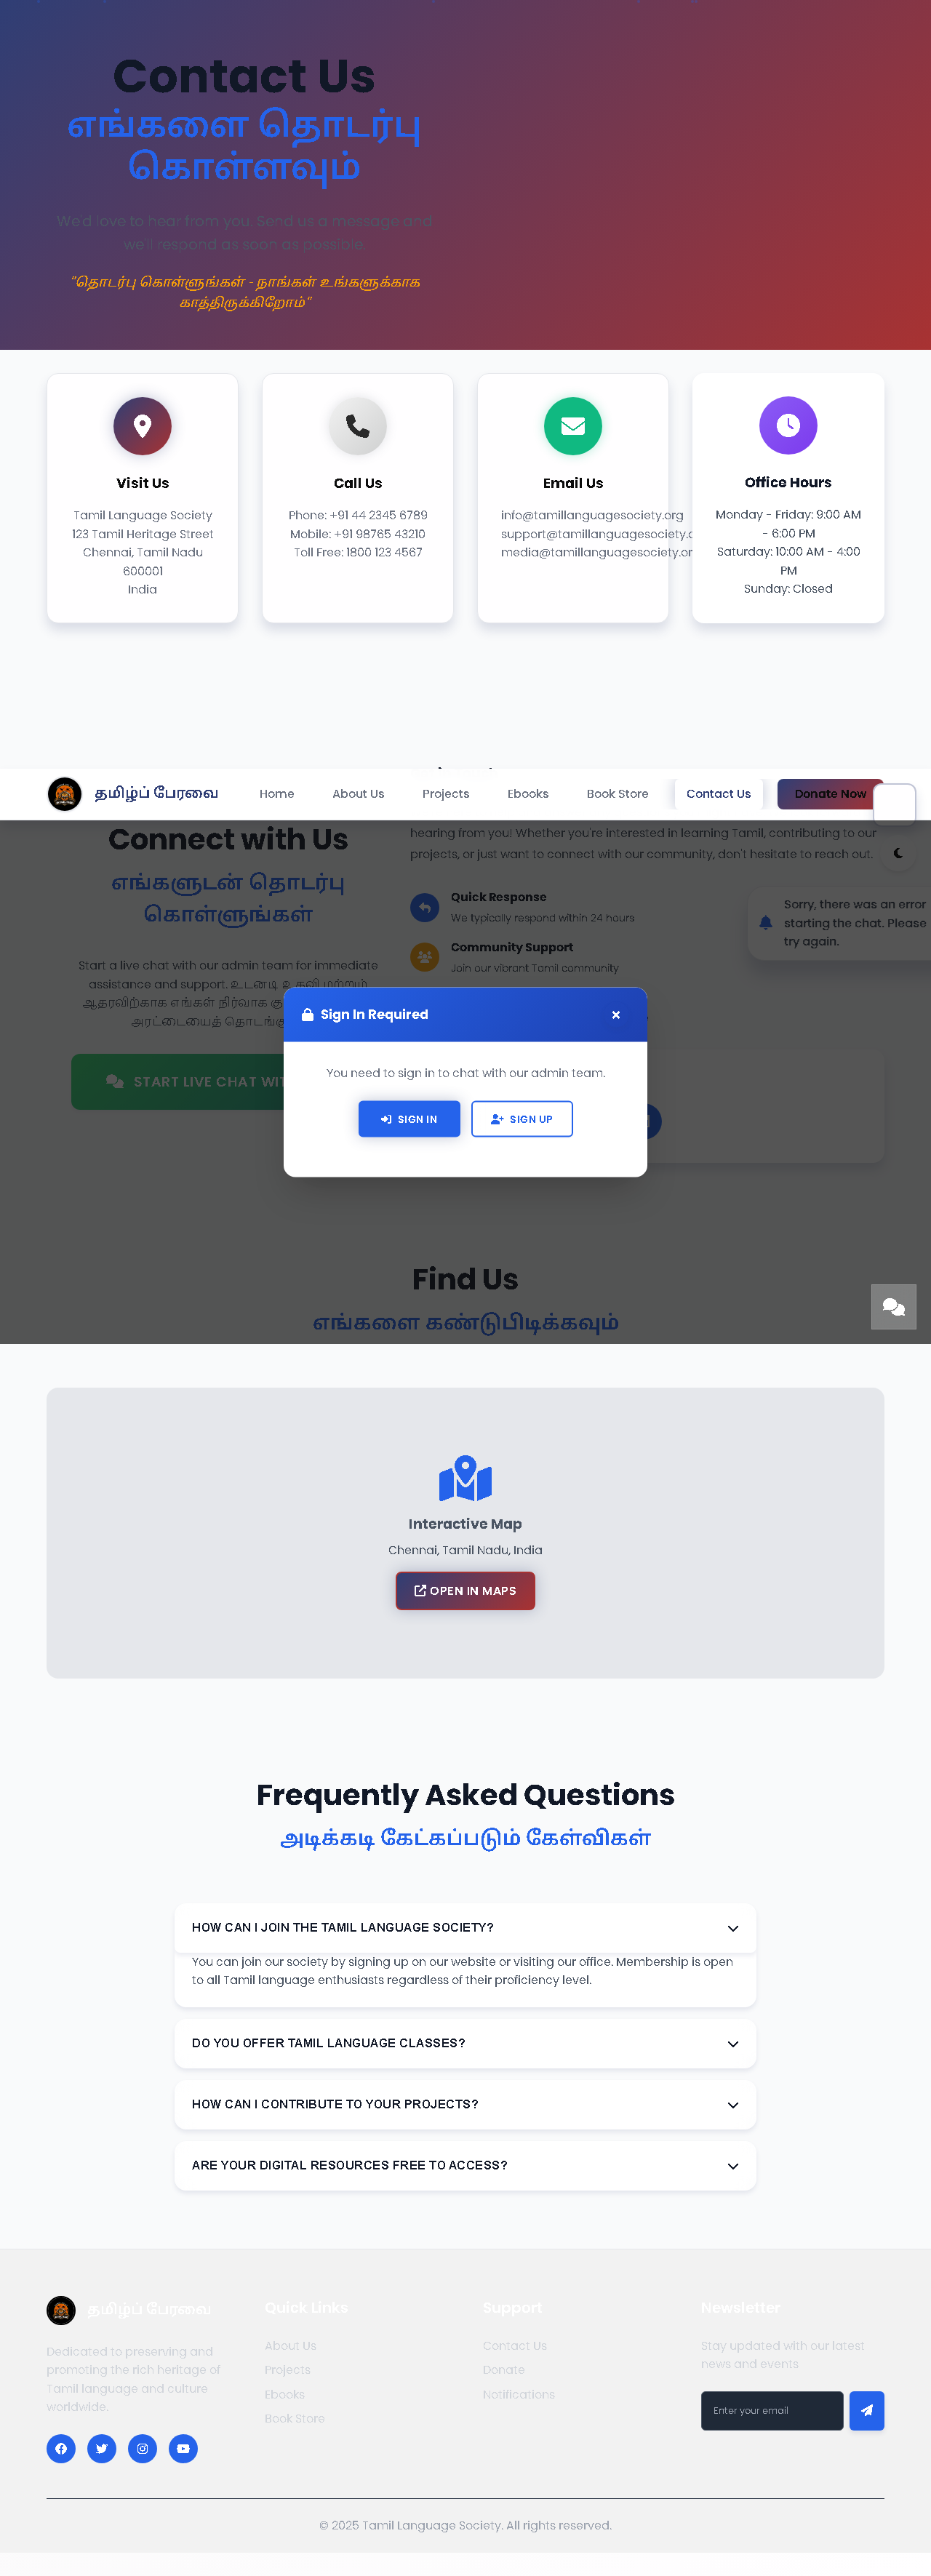 Contact Us
எங்களை தொடர்பு
கொள்ளவும்
We'd love to hear from you. Send us a message and
we'll respond as soon as possible.
"தொடர்பு கொள்ளுங்கள் - நாங்கள் உங்களுக்காக
காத்திருக்கிறோம்"
Visit Us
Tamil Language Society
123 Tamil Heritage Street
Chennai, Tamil Nadu
600001
India
Call Us
Phone: +91 44 2345 6789
Mobile: +91 98765 43210
Toll Free: 1800 123 4567
Email Us
info@tamillanguagesociety.org
support@tamillanguagesociety.o
media@tamillanguagesociety.or
Office Hours
Monday - Friday: 9:00 AM
- 6:00 PM
Saturday: 10:00 AM - 4:00
PM
Sunday: Closed
தமிழ்ப் பேரவை
Home
About Us
Projects
Ebooks
Book Store
Contact Us
Donate Now
Connect with Us
எங்களுடன் தொடர்பு
கொள்ளுங்கள்
Start a live chat with our admin team for immediate
assistance and support. உடனடி உதவி மற்றும்
ஆதரவிற்காக எங்கள் நிர்வாக கு
அரட்டையைத் தொடங்கு
START LIVE CHAT WIT
hearing from you! Whether you're interested in learning Tamil, contributing to our
projects, or just want to connect with our community, don't hesitate to reach out.
Quick Response
We typically respond within 24 hours
Community Support
Join our vibrant Tamil community
Sorry, there was an error
starting the chat. Please
try again.
Sign In Required
×
You need to sign in to chat with our admin team.
SIGN IN
SIGN UP
Find Us
எங்களை கண்டுபிடிக்கவும்
Interactive Map
Chennai, Tamil Nadu, India
OPEN IN MAPS
Frequently Asked Questions
அடிக்கடி கேட்கப்படும் கேள்விகள்
HOW CAN I JOIN THE TAMIL LANGUAGE SOCIETY?
You can join our society by signing up on our website or visiting our office. Membership is open
to all Tamil language enthusiasts regardless of their proficiency level.
DO YOU OFFER TAMIL LANGUAGE CLASSES?
HOW CAN I CONTRIBUTE TO YOUR PROJECTS?
ARE YOUR DIGITAL RESOURCES FREE TO ACCESS?
தமிழ்ப் பேரவை
Dedicated to preserving and
promoting the rich heritage of
Tamil language and culture
worldwide.
Quick Links
About Us
Projects
Ebooks
Book Store
Support
Contact Us
Donate
Notifications
Newsletter
Stay updated with our latest
news and events
Enter your email
© 2025 Tamil Language Society. All rights reserved.